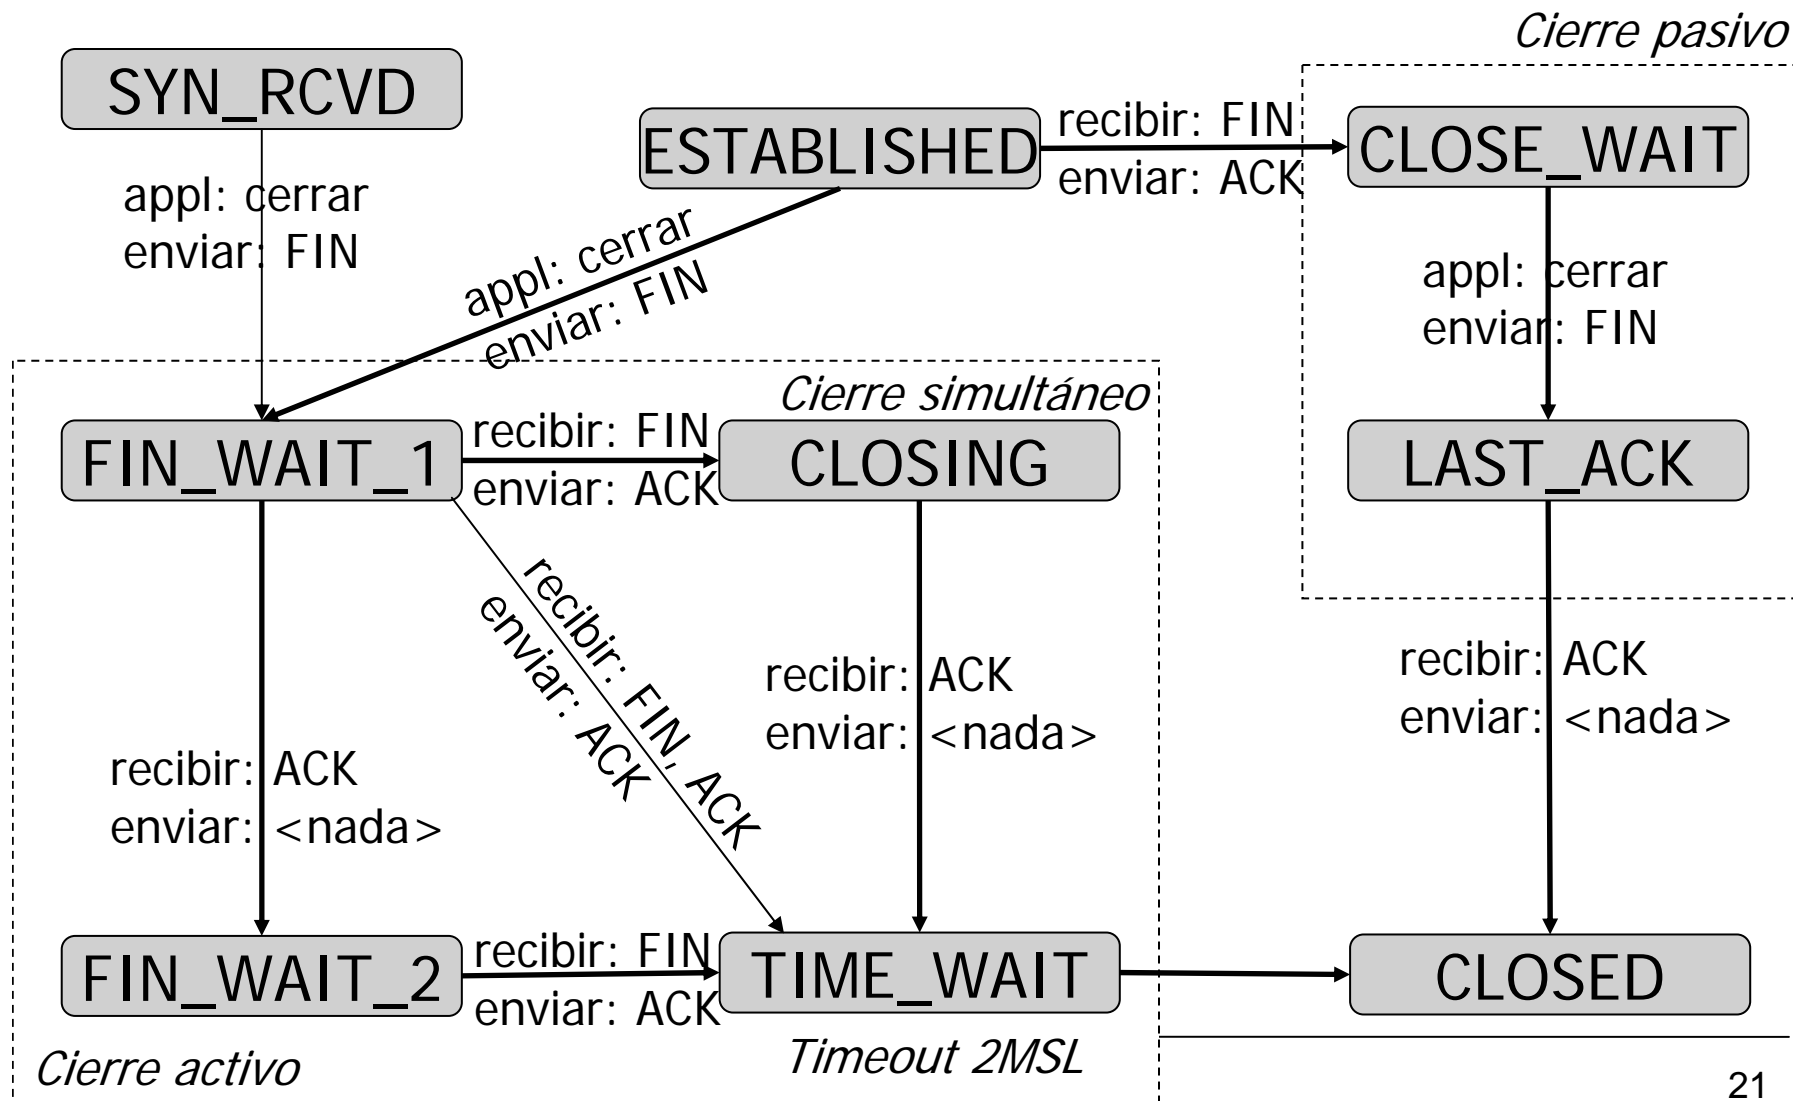 Cierre pasivo
SYN_RCVD
ESTABLISHED
recibir: FIN
enviar: ACK
CLOSE_WAIT
appl: cerrar
enviar: FIN
appl: cerrar
enviar: FIN
appl: cerrar
enviar: FIN
Cierre simultáneo
FIN_WAIT_1
recibir: FIN
enviar: ACK
CLOSING
LAST_ACK
recibir: FIN, ACK
enviar: ACK
recibir: ACK
enviar: <nada>
recibir: ACK
enviar: <nada>
recibir: ACK
enviar: <nada>
FIN_WAIT_2
recibir: FIN
enviar: ACK
TIME_WAIT
CLOSED
Cierre activo
Timeout 2MSL
21